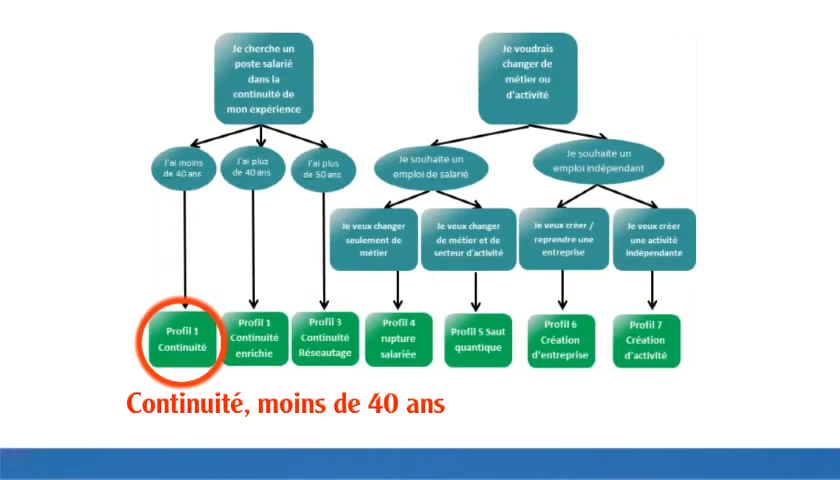 Je cherche un
poste salarié
dans la
continuité de
mon expérience
Je voudrais
changer de
métier ou
d'activité
J'ai moins
de 40 ans
J'ai plus
de 40 ans
J'ai plus
de 50 ans
Je souhaite un
emploi de salarié
Je souhaite un
emploi indépendant
Je veux changer
seulement de
métier
Je veux changer
de métier et de
secteur d'activité
Je veux créer /
reprendre une
entreprise
Je veux créer
une activité
indépendante
Profil 1
Continuité
Profil 1
Continuité
enrichie
Profil 3
Continuité
Réseautage
Profil 4
rupture
salariée
Profil 5 Saut
quantique
Profil 6
Création
d'entreprise
Profil 7
Création
d'activité
Continuité, moins de 40 ans